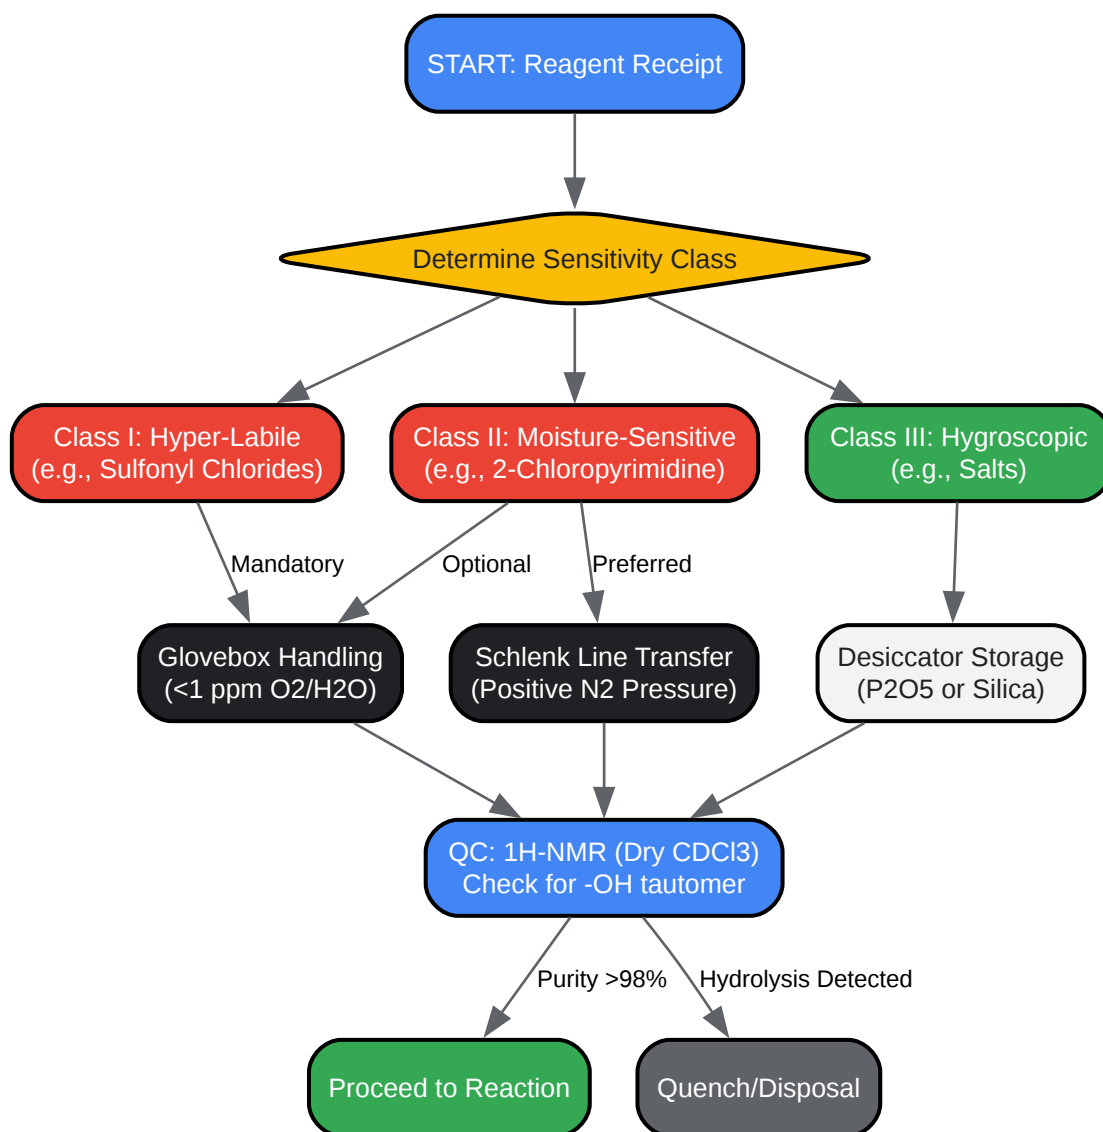 START: Reagent Receipt
Determine Sensitivity Class
Class I: Hyper-Labile
(e.g., Sulfonyl Chlorides)
Class II: Moisture-Sensitive
(e.g., 2-Chloropyrimidine)
Class III: Hygroscopic
(e.g., Salts)
Mandatory
Optional
Preferred
Glovebox Handling
(<1 ppm O2/H2O)
Schlenk Line Transfer
(Positive N2 Pressure)
Desiccator Storage
(P2O5 or Silica)
QC: 1H-NMR (Dry CDCl3)
Check for -OH tautomer
Purity >98%
Hydrolysis Detected
Proceed to Reaction
Quench/Disposal